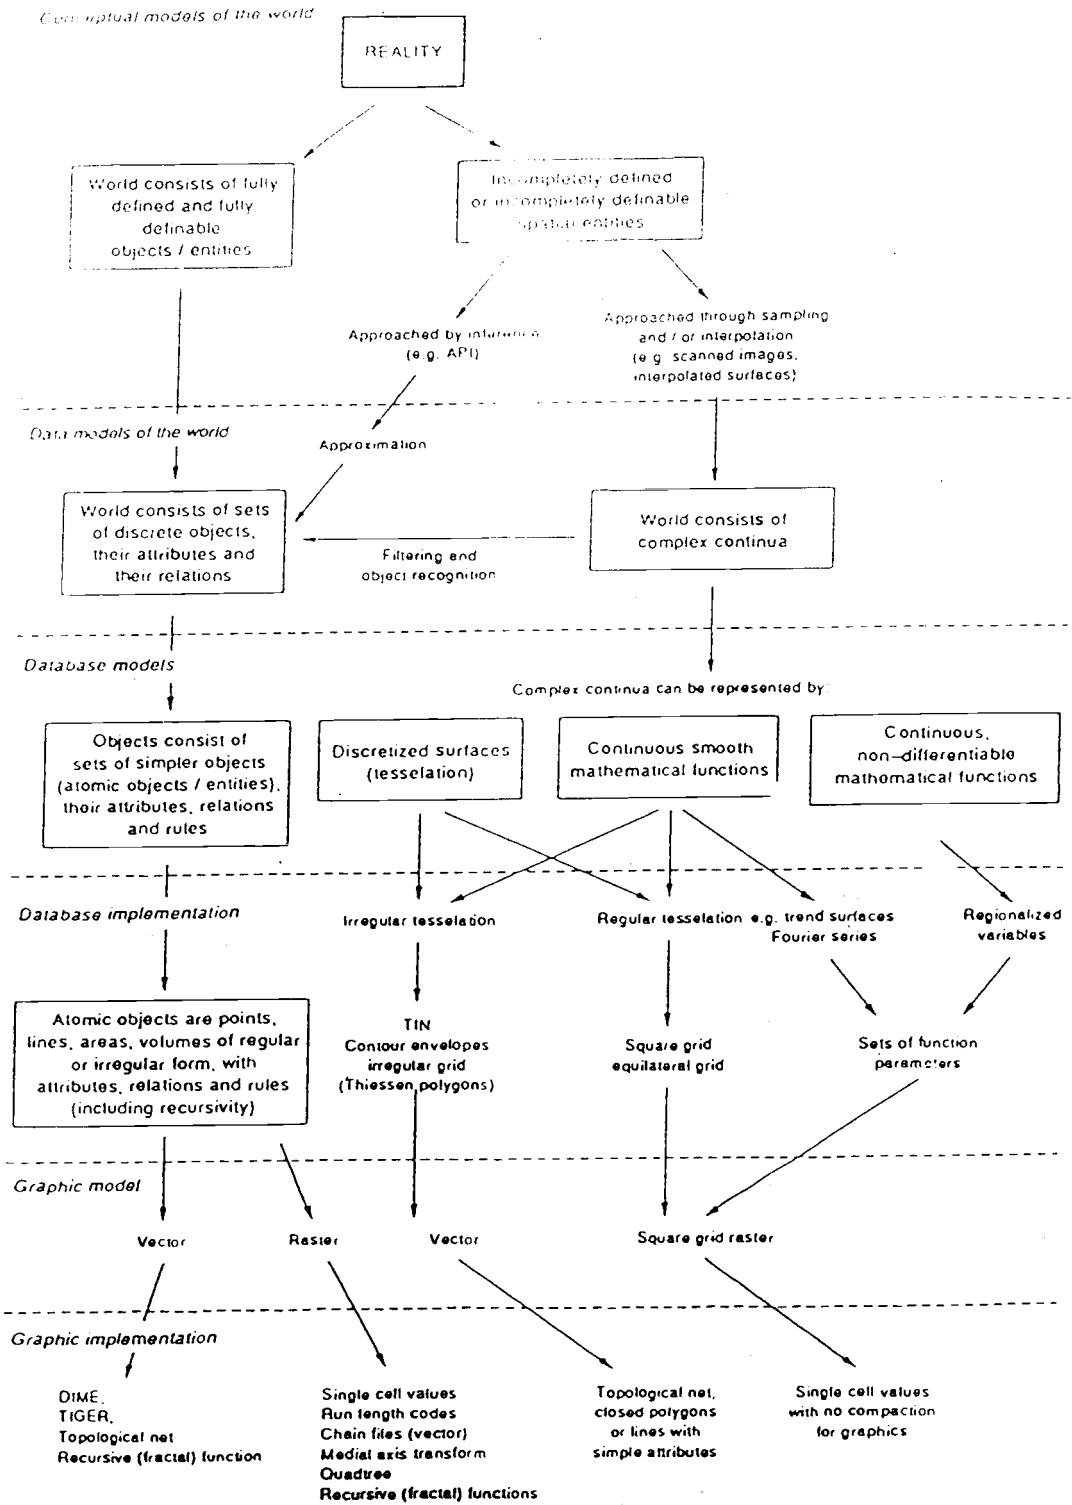 Conceptual models of the world
REALITY
World consists of fully
defined and fully
definable
objects / entities
Incompletely defined
or incompletely definable
spatial entities
Approached by inference
(e.g. API)
Approached through sampling
and / or interpolation
(e g. scanned images,
interpolated surfaces)
Data models of the world
Approximation
World consists of sets
of discrete objects,
their attributes and
their relations
Filtering and
object recognition
World consists of
complex continua
Database models
Complex continua can be represented by:
Objects consist of
sets of simpler objects
(atomic objects / entities),
thoir attributes, relations
and rules
Discretized surfaces
(tesselation)
Continuous smooth
mathematical functions
Continuous,
non-differentiable
mathematical functions
Database implementation
Irregular tesselation
Regular tesselation
e.g. trend surfaces
Fourier series
Regionalized
variables
Atomic objects are points,
lines, areas, volumes of regular
or irregular form, with
attributes, relations and rules
(including recursivity)
TIN
Contour envelopes
irregular grid
(Thiessen polygons)
Square grid
equilateral grid
Sets of function
parameters
Graphic model
Vector
Raster
Vector
Square grid raster
Graphic implementation
DIME,
TIGER,
Topological net
Recursive (fractal) function
Single cell values
Run length codes
Chain files (vector)
Medial axis transform
Quadtree
Recursive (fractal) functions
Topological net,
closed polygons
or lines with
simple attributes
Single cell values
with no compaction
for graphics